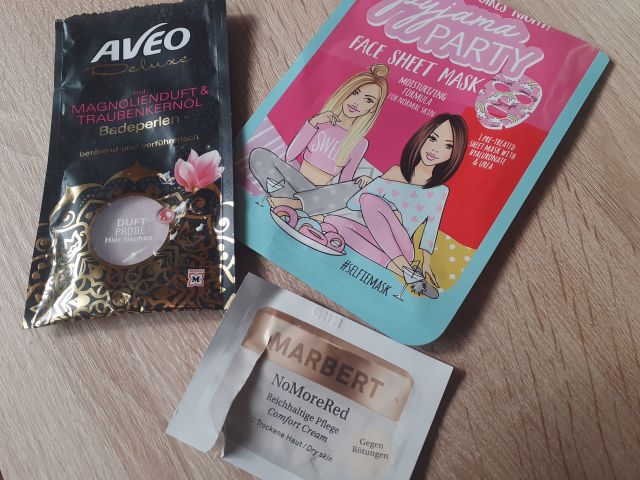 AVEO
Deluxe
mit
MAGNOLIENDUFT &
TRAUBENKERNÖL
Badeperlen
betörend und verführerisch
DUFT
PROBE
Hier riechen
NIGHT!
pyjama
PARTY
FACE SHEET MASK
MOISTURIZING
FORMULA
FOR NORMAL SKIN
1 PRE-TREATED
SHEET MASK WITH
HYALURONATE
& UREA
SWEET
#SELFIEMASK
MARBERT
NoMoreRed
Reichhaltige Pflege
Comfort Cream
Trockene Haut / Dry skin
Gegen
Rötungen